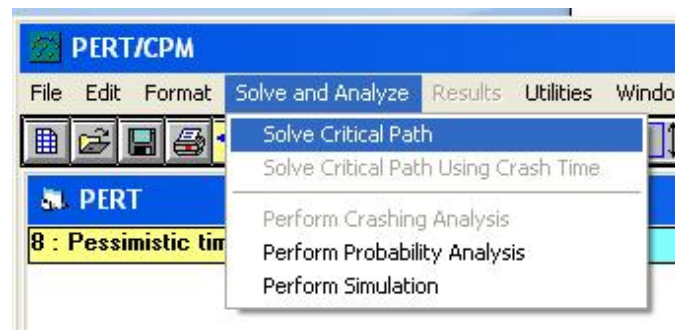 PERT/CPM
File Edit Format Solve and Analyze Results Utilities
Solve Critical Path
Solve Critical Path Using Crash Time
PERT
Perform Crashing Analysis
8 : Pessimistic
Perform Probability Analysis
Perform Simulation